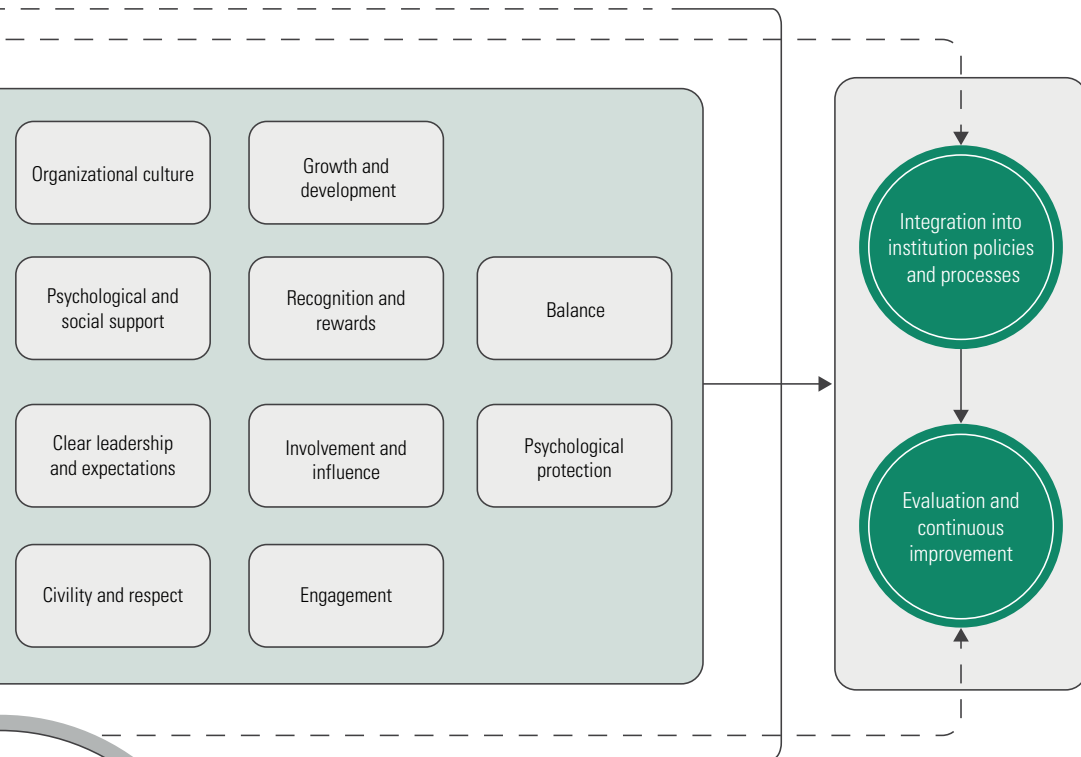 Organizational culture
Growth and
development
Psychological and
social support
Recognition and
rewards
Balance
Clear leadership
and expectations
Involvement and
influence
Psychological
protection
Civility and respect
Engagement
Integration into
institution policies
and processes
Evaluation and
continuous
improvement